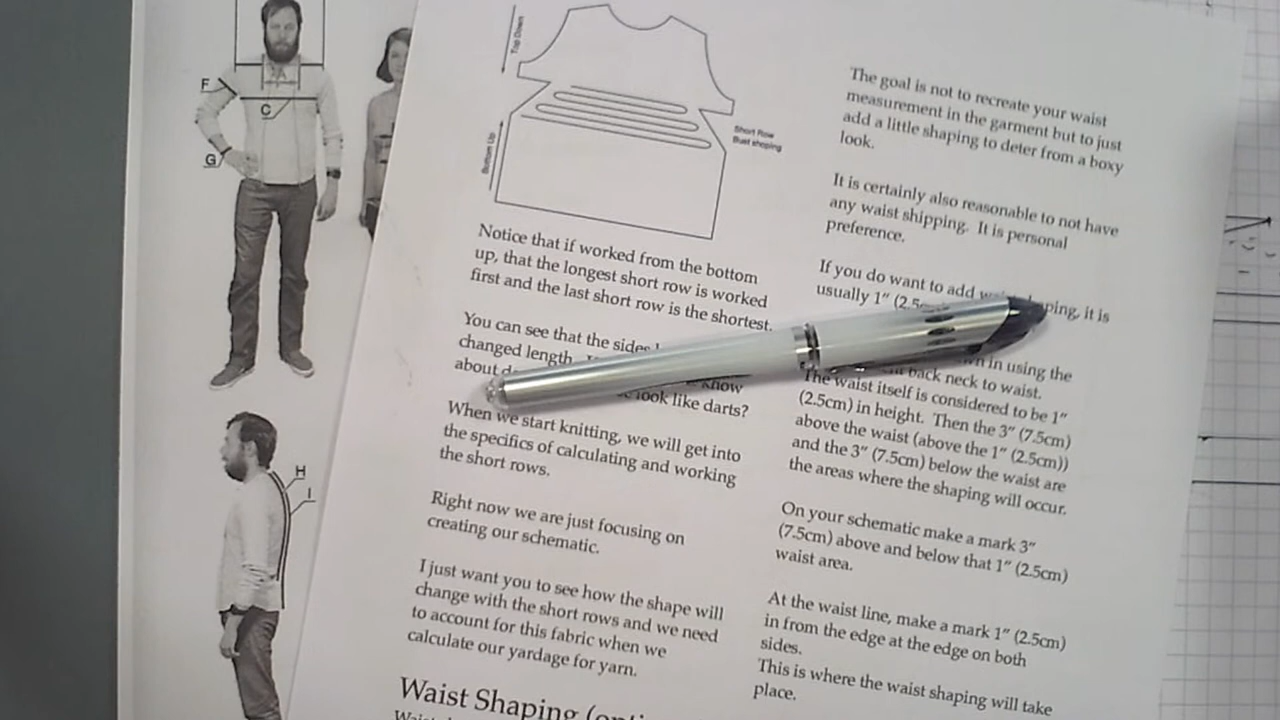 F
A
C
G
H
I
Top Down
Bottom Up
Short Row
Bust shaping
Notice that if worked from the bottom
up, that the longest short row is worked
first and the last short row is the shortest.
You can see that the sides
changed length.
about
know
look like darts?
When we start knitting, we will get into
the specifics of calculating and working
the short rows.
Right now we are just focusing on
creating our schematic.
I just want you to see how the shape will
change with the short rows and we need
to account for this fabric when we
calculate our yardage for yarn.
Waist Shaping
The goal is not to recreate your waist
measurement in the garment but to just
add a little shaping to deter from a boxy
look.
It is certainly also reasonable to not have
any waist shipping. It is personal
preference.
If you do want to add it is
usually 1"
in using the
back neck to waist.
The waist itself is considered to be 1"
(2.5cm) in height. Then the 3" (7.5cm)
above the waist (above the 1" (2.5cm))
and the 3" (7.5cm) below the waist are
the areas where the shaping will occur.
On your schematic make a mark 3"
(7.5cm) above and below that 1" (2.5cm)
waist area.
At the waist line, make a mark 1" (2.5cm)
in from the edge at the edge on both
sides.
This is where the waist shaping will take
place.